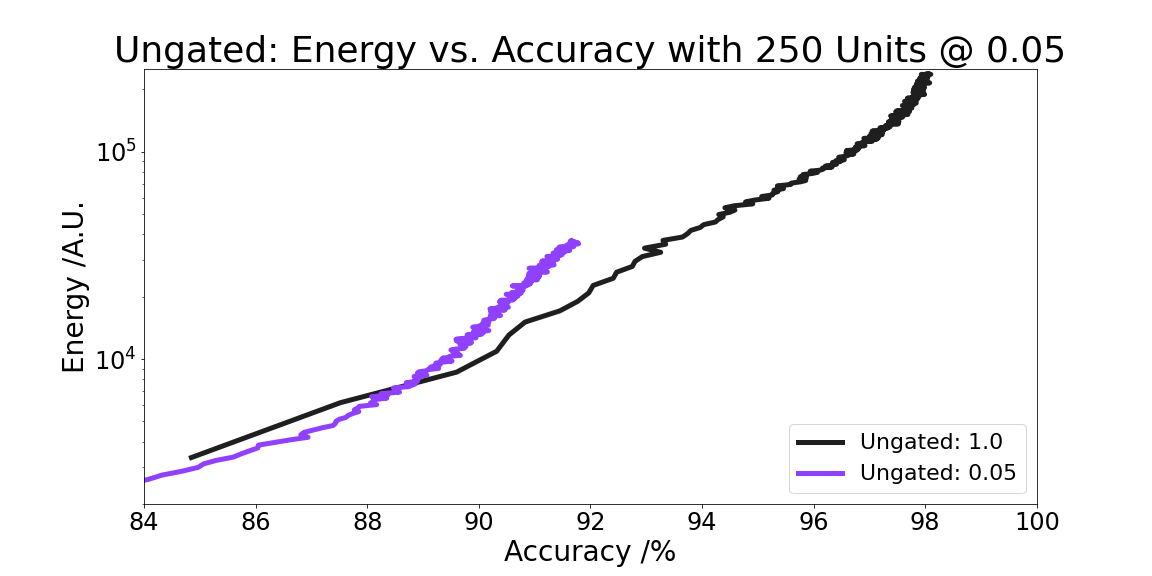 Ungated: Energy vs. Accuracy with 250 Units @ 0.05
Energy /A.U.
10^5
10^4
Ungated: 1.0
Ungated: 0.05
84 86 88 90 92 94 96 98 100
Accuracy /%